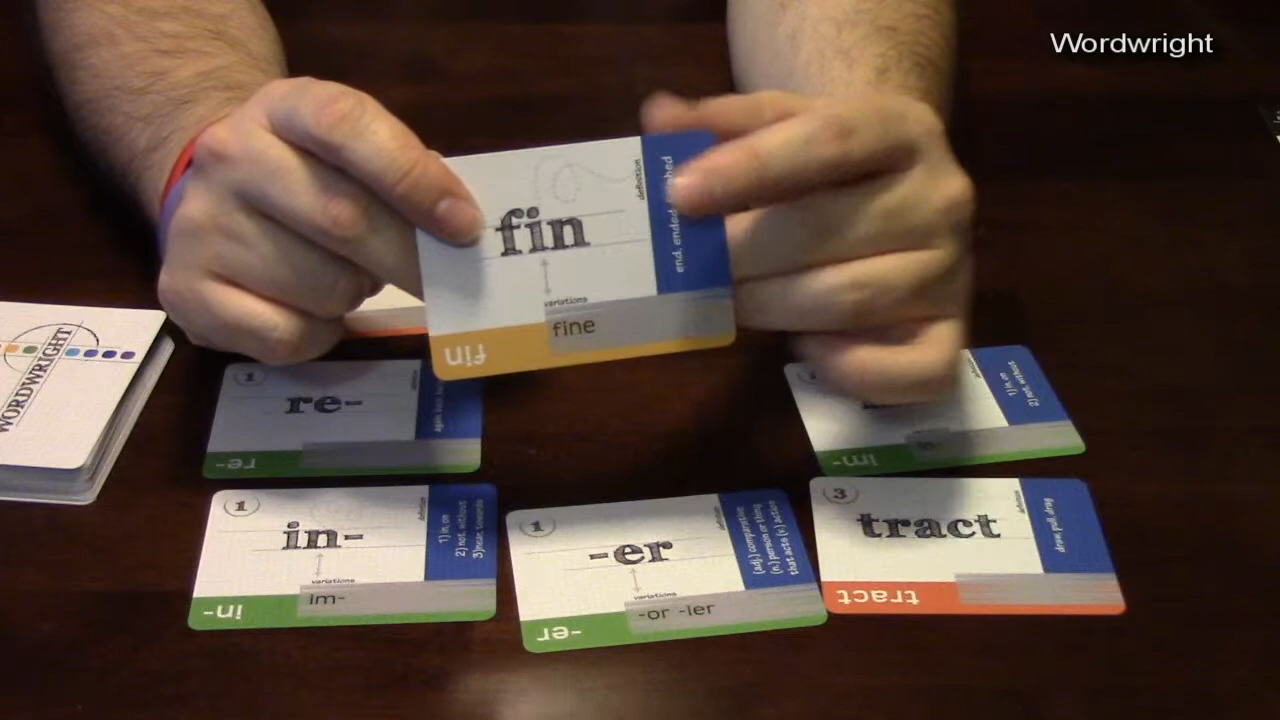 Wordwright
fin
definition
end, ended,
variations
fine
fin
WORDWRIGHT
1
re-
re-
1) in, on
2) not, without
im-
1
in-
definition
1) in, on
2) not, without
3) near, towards
variations
im-
in-
1
-er
definition
(adj.) comparative
(n.) person or thing
that acts (v.) action
variations
-or -ier
-er
3
tract
definition
draw, pull, drag
tract